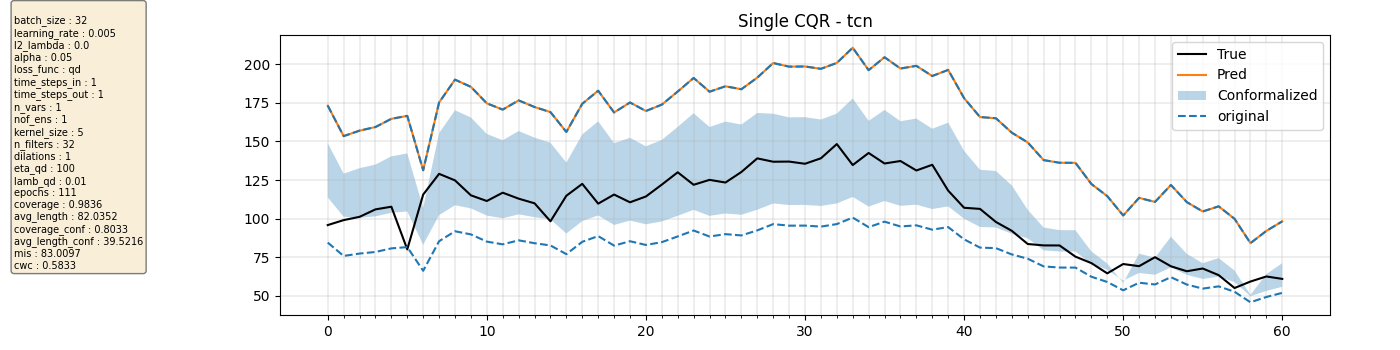 batch_size : 32
learning_rate : 0.005
l2_lambda : 0.0
alpha : 0.05
loss_func : qd
time_steps_in : 1
time_steps_out : 1
n_vars : 1
nof_ens : 1
kernel_size : 5
n_filters : 32
dilations : 1
eta_qd : 100
lamb_qd : 0.01
epochs : 111
coverage : 0.9836
avg_length : 82.0352
coverage_conf : 0.8033
avg_length_conf : 39.5216
mis : 83.0097
cwc : 0.5833
Single CQR - tcn
200
175
150
125
100
75
50
0 10 20 30 40 50 60
True
Pred
Conformalized
original